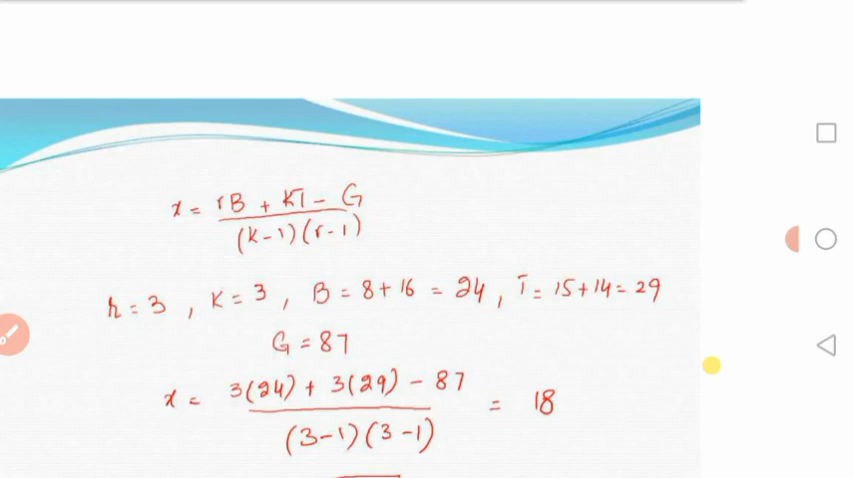 x = rB + KT - G
(k-1)(r-1)
r = 3 , K = 3 , B = 8+16 = 24 , T = 15+14 = 29
G = 87
x = 3(24) + 3(29) - 87 = 18
(3-1)(3-1)